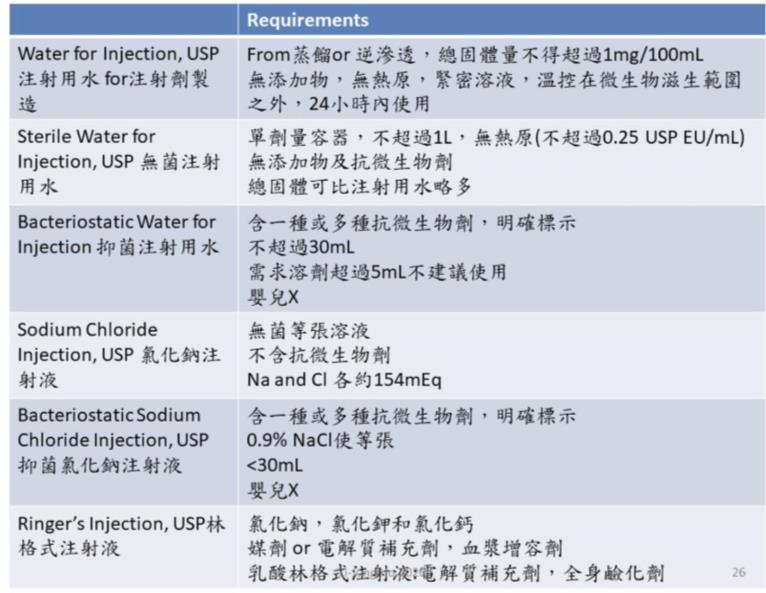 Requirements
Water for Injection, USP
注射用水 for注射劑製
造
From蒸餾or 逆滲透，總固體量不得超過1mg/100mL
無添加物，無熱原，緊密溶液，溫控在微生物滋生範圍
之外，24小時內使用
Sterile Water for
Injection, USP 無菌注射
用水
單劑量容器，不超過1L，無熱原(不超過0.25 USP EU/mL)
無添加物及抗微生物劑
總固體可比注射用水略多
Bacteriostatic Water for
Injection 抑菌注射用水
含一種或多種抗微生物劑，明確標示
不超過30mL
需求溶劑超過5mL不建議使用
嬰兒X
Sodium Chloride
Injection, USP 氯化鈉注
射液
無菌等張溶液
不含抗微生物劑
Na and Cl 各約154mEq
Bacteriostatic Sodium
Chloride Injection, USP
抑菌氯化鈉注射液
含一種或多種抗微生物劑，明確標示
0.9% NaCl使等張
<30mL
嬰兒X
Ringer's Injection, USP林
格式注射液
氯化鈉，氯化鉀和氯化鈣
媒劑 or 電解質補充劑，血漿增容劑
乳酸林格式注射液:電解質補充劑，全身鹼化劑
26